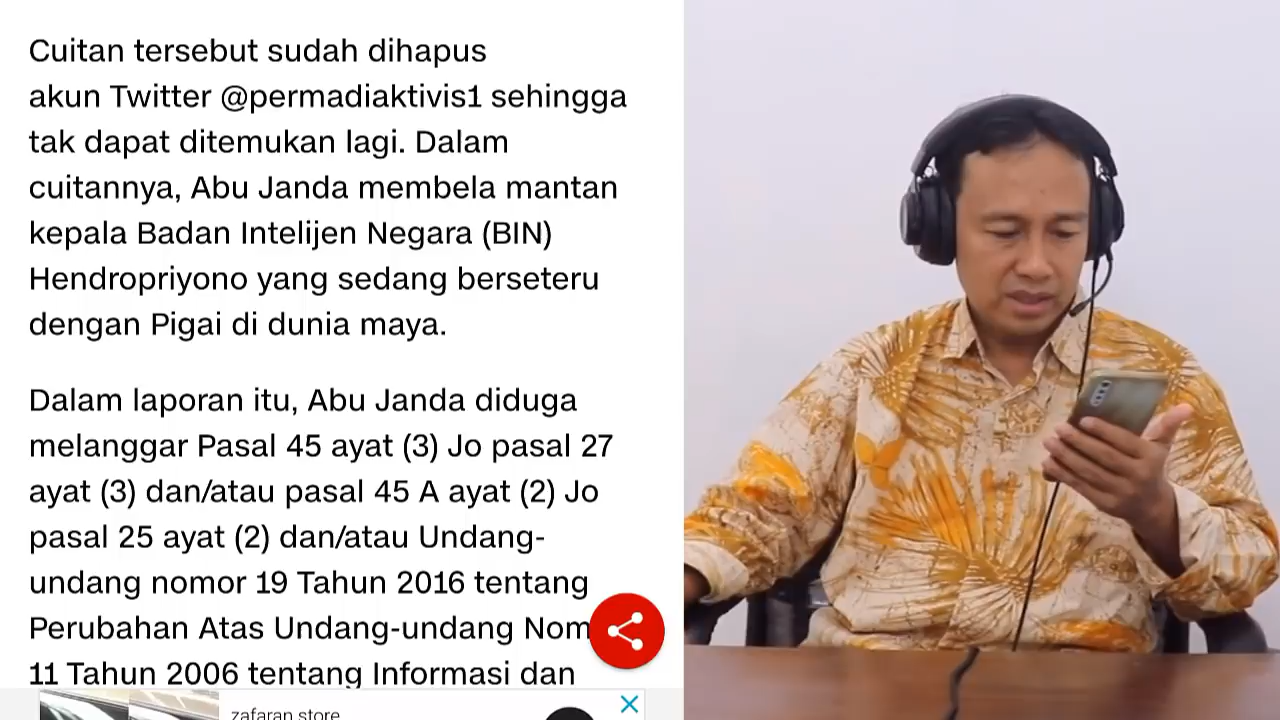 Cuitan tersebut sudah dihapus
akun Twitter @permadiaktivis1 sehingga
tak dapat ditemukan lagi. Dalam
cuitannya, Abu Janda membela mantan
kepala Badan Intelijen Negara (BIN)
Hendropriyono yang sedang berseteru
dengan Pigai di dunia maya.
Dalam laporan itu, Abu Janda diduga
melanggar Pasal 45 ayat (3) Jo pasal 27
ayat (3) dan/atau pasal 45 A ayat (2) Jo
pasal 25 ayat (2) dan/atau Undang-
undang nomor 19 Tahun 2016 tentang
Perubahan Atas Undang-undang Nom
11 Tahun 2006 tentang Informasi dan
zafaran store